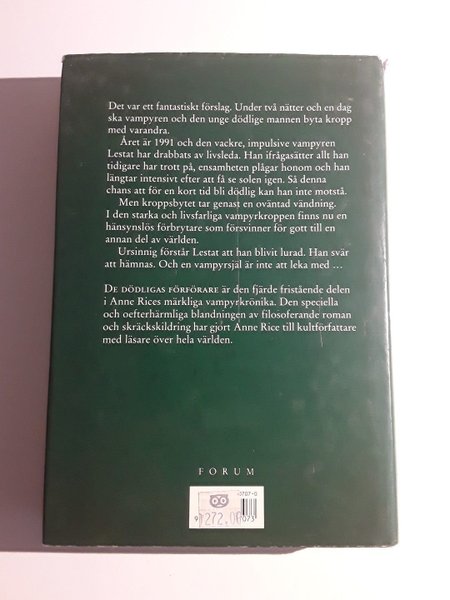 Det var ett fantastiskt förslag. Under två nätter och en dag
ska vampyren och den unge dödlige mannen byta kropp
med varandra.
Året är 1991 och den vackre, impulsive vampyren
Lestat har drabbats av livsleda. Han ifrågasätter allt han
tidigare har trott på, ensamheten plågar honom och han
längtar intensivt efter att få se solen igen. Så denna
chans att för en kort tid bli dödlig kan han inte motstå.
Men kroppsbytet tar genast en oväntad vändning.
I den starka och livsfarliga vampyrkroppen finns nu en
hänsynslös förbrytare som försvinner för gott till en
annan del av världen.
Ursinnig förstår Lestat att han blivit lurad. Han svär
att hämnas. Och en vampyrsjäl är inte att leka med …
DE DÖDLIGAS FÖRFÖRARE är den fjärde fristående delen
i Anne Rices märkliga vampyrkrönika. Den speciella
och oefterhärmliga blandningen av filosoferande roman
och skräckskildring har gjort Anne Rice till kultförfattare
med läsare över hela världen.
FORUM